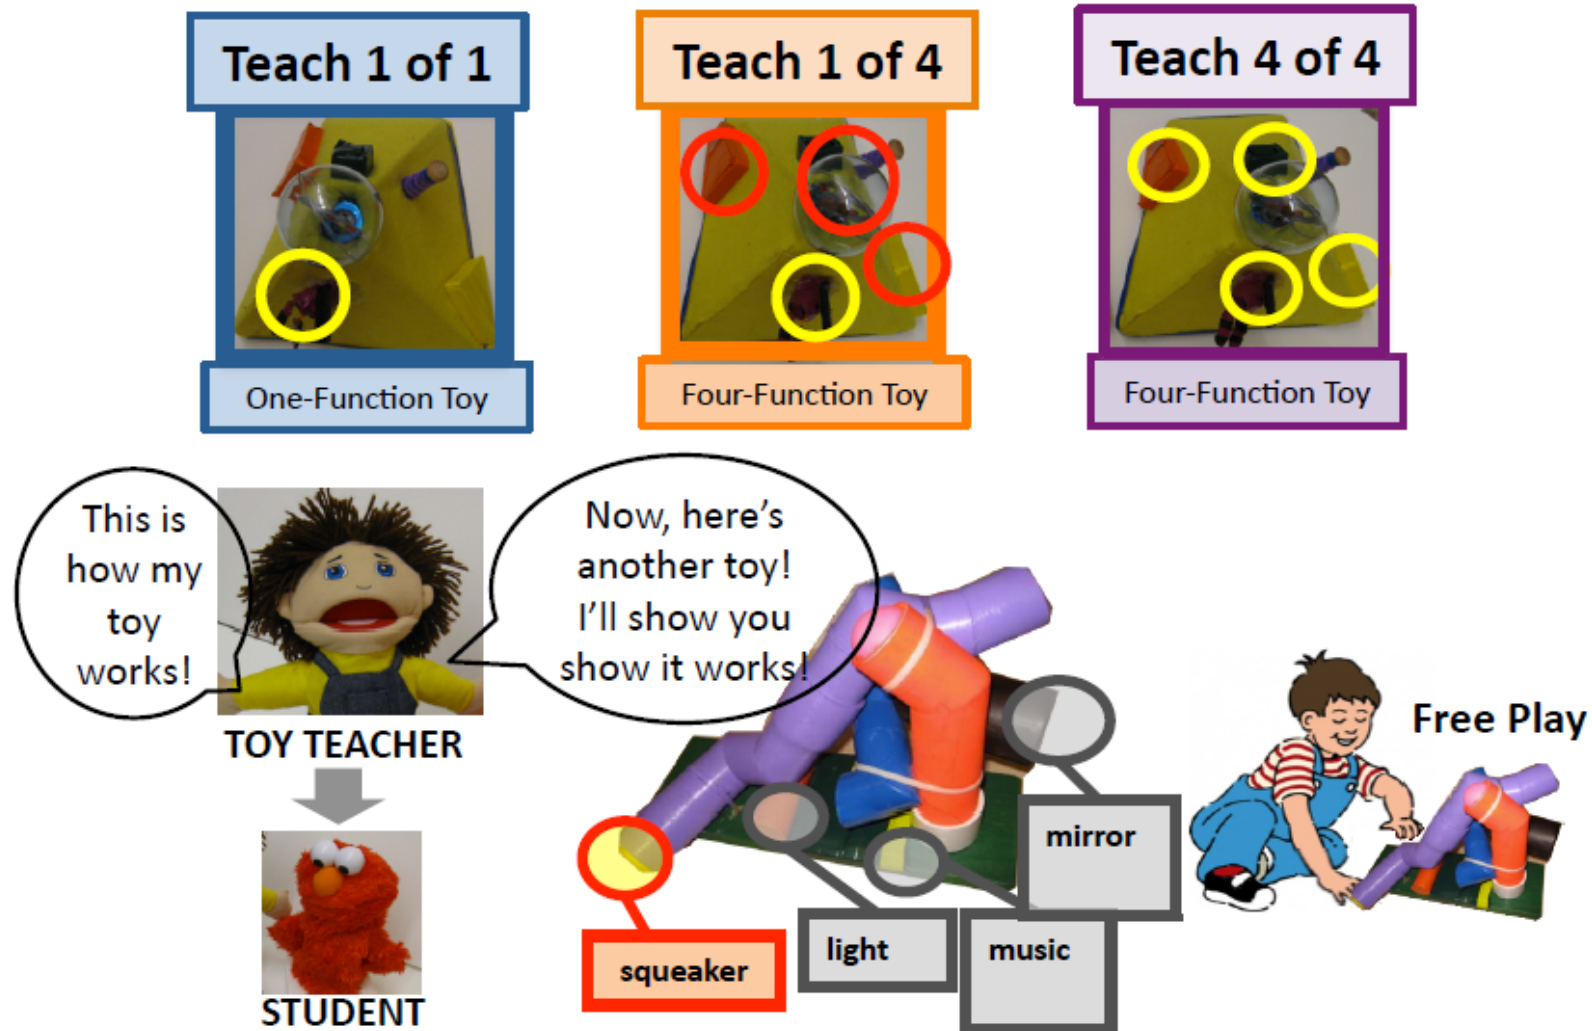 Teach 1 of 1
Teach 1 of 4
Teach 4 of 4
One-Function Toy
Four-Function Toy
Four-Function Toy
This is
how my
toy
works!
Now, here's
another toy!
I'll show you
show it works!
TOY TEACHER
STUDENT
squeaker
light
music
mirror
Free Play